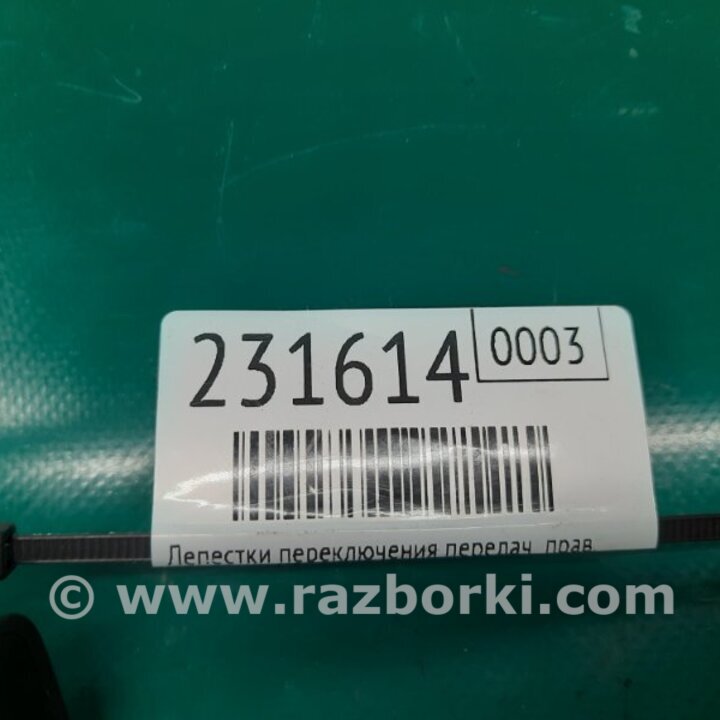 231614
0003
Лепестки переключения передач, прав.
© www.razborki.com